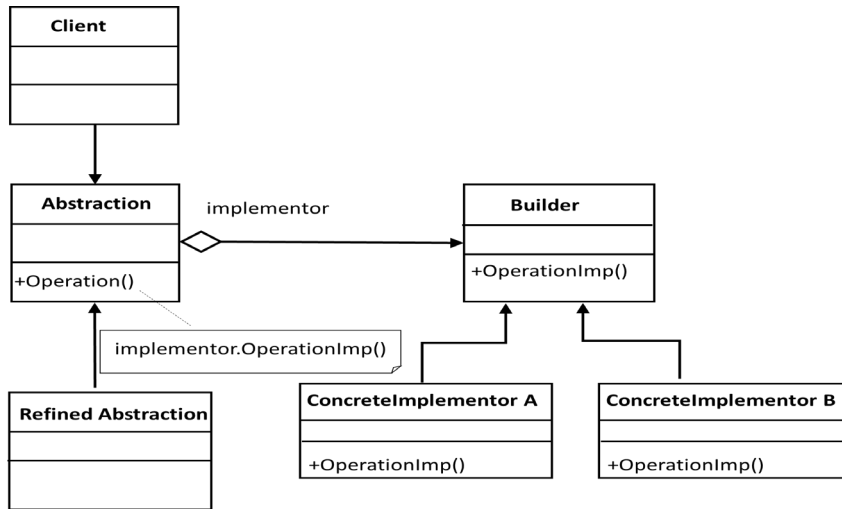 Client
Abstraction
implementor
Builder
+Operation()
+OperationImp()
implementor.OperationImp()
Refined Abstraction
ConcreteImplementor A
ConcreteImplementor B
+OperationImp()
+OperationImp()